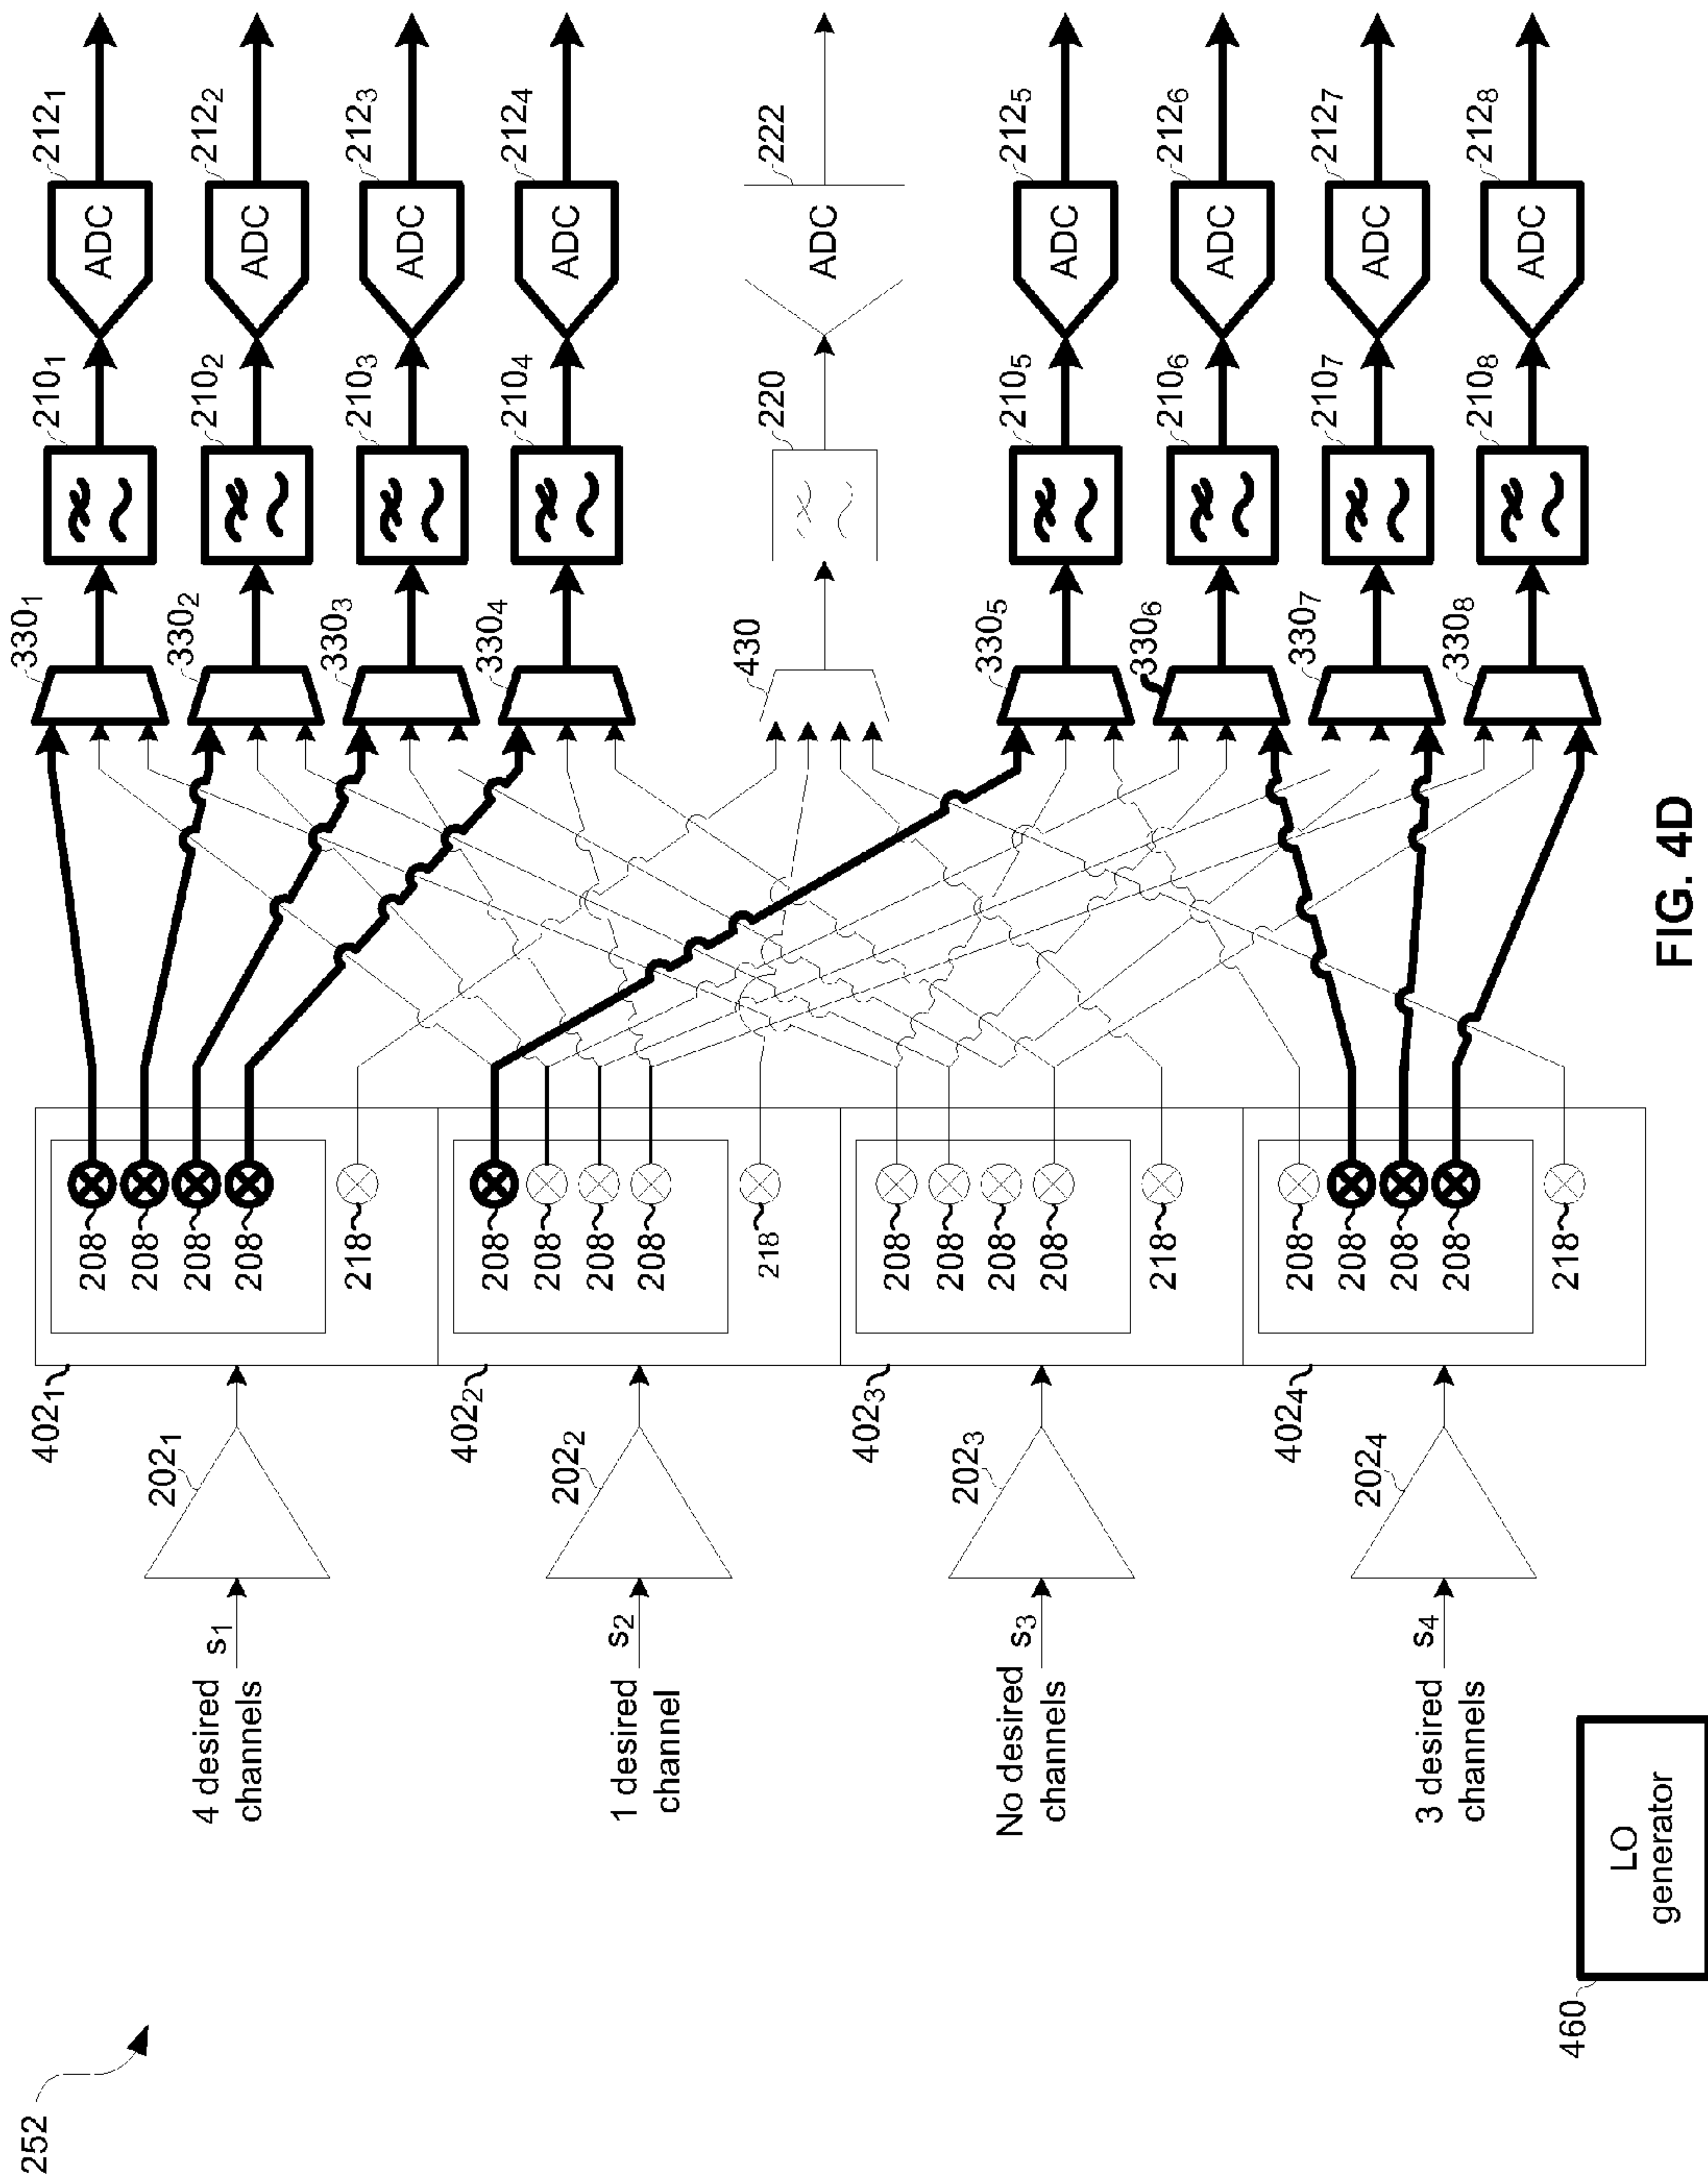 252
4 desired
channels
s1
2021
4021
208
208
208
208
218
3301
2101
2121
ADC
3302
2102
2122
ADC
3303
2103
2123
ADC
3304
2104
2124
ADC
1 desired
channel
s2
2022
4022
208
208
208
208
218
430
220
222
ADC
No desired
channels
s3
2023
4023
208
208
208
208
218
3305
2105
2125
ADC
3306
2106
2126
ADC
3 desired
channels
s4
2024
4024
208
208
208
208
218
3307
2107
2127
ADC
3308
2108
2128
ADC
460
LO
generator
FIG. 4D